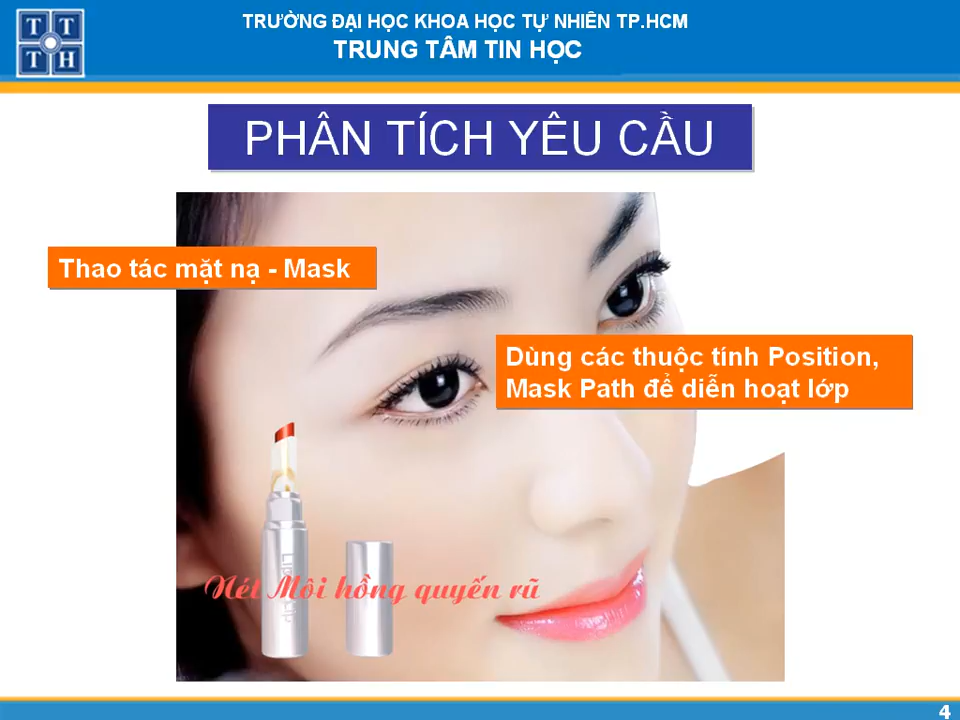 T T
T H
TRƯỜNG ĐẠI HỌC KHOA HỌC TỰ NHIÊN TP.HCM
TRUNG TÂM TIN HỌC
PHÂN TÍCH YÊU CẦU
Thao tác mặt nạ - Mask
Dùng các thuộc tính Position,
Mask Path để diễn hoạt lớp
Nét Môi hồng quyến rũ
4